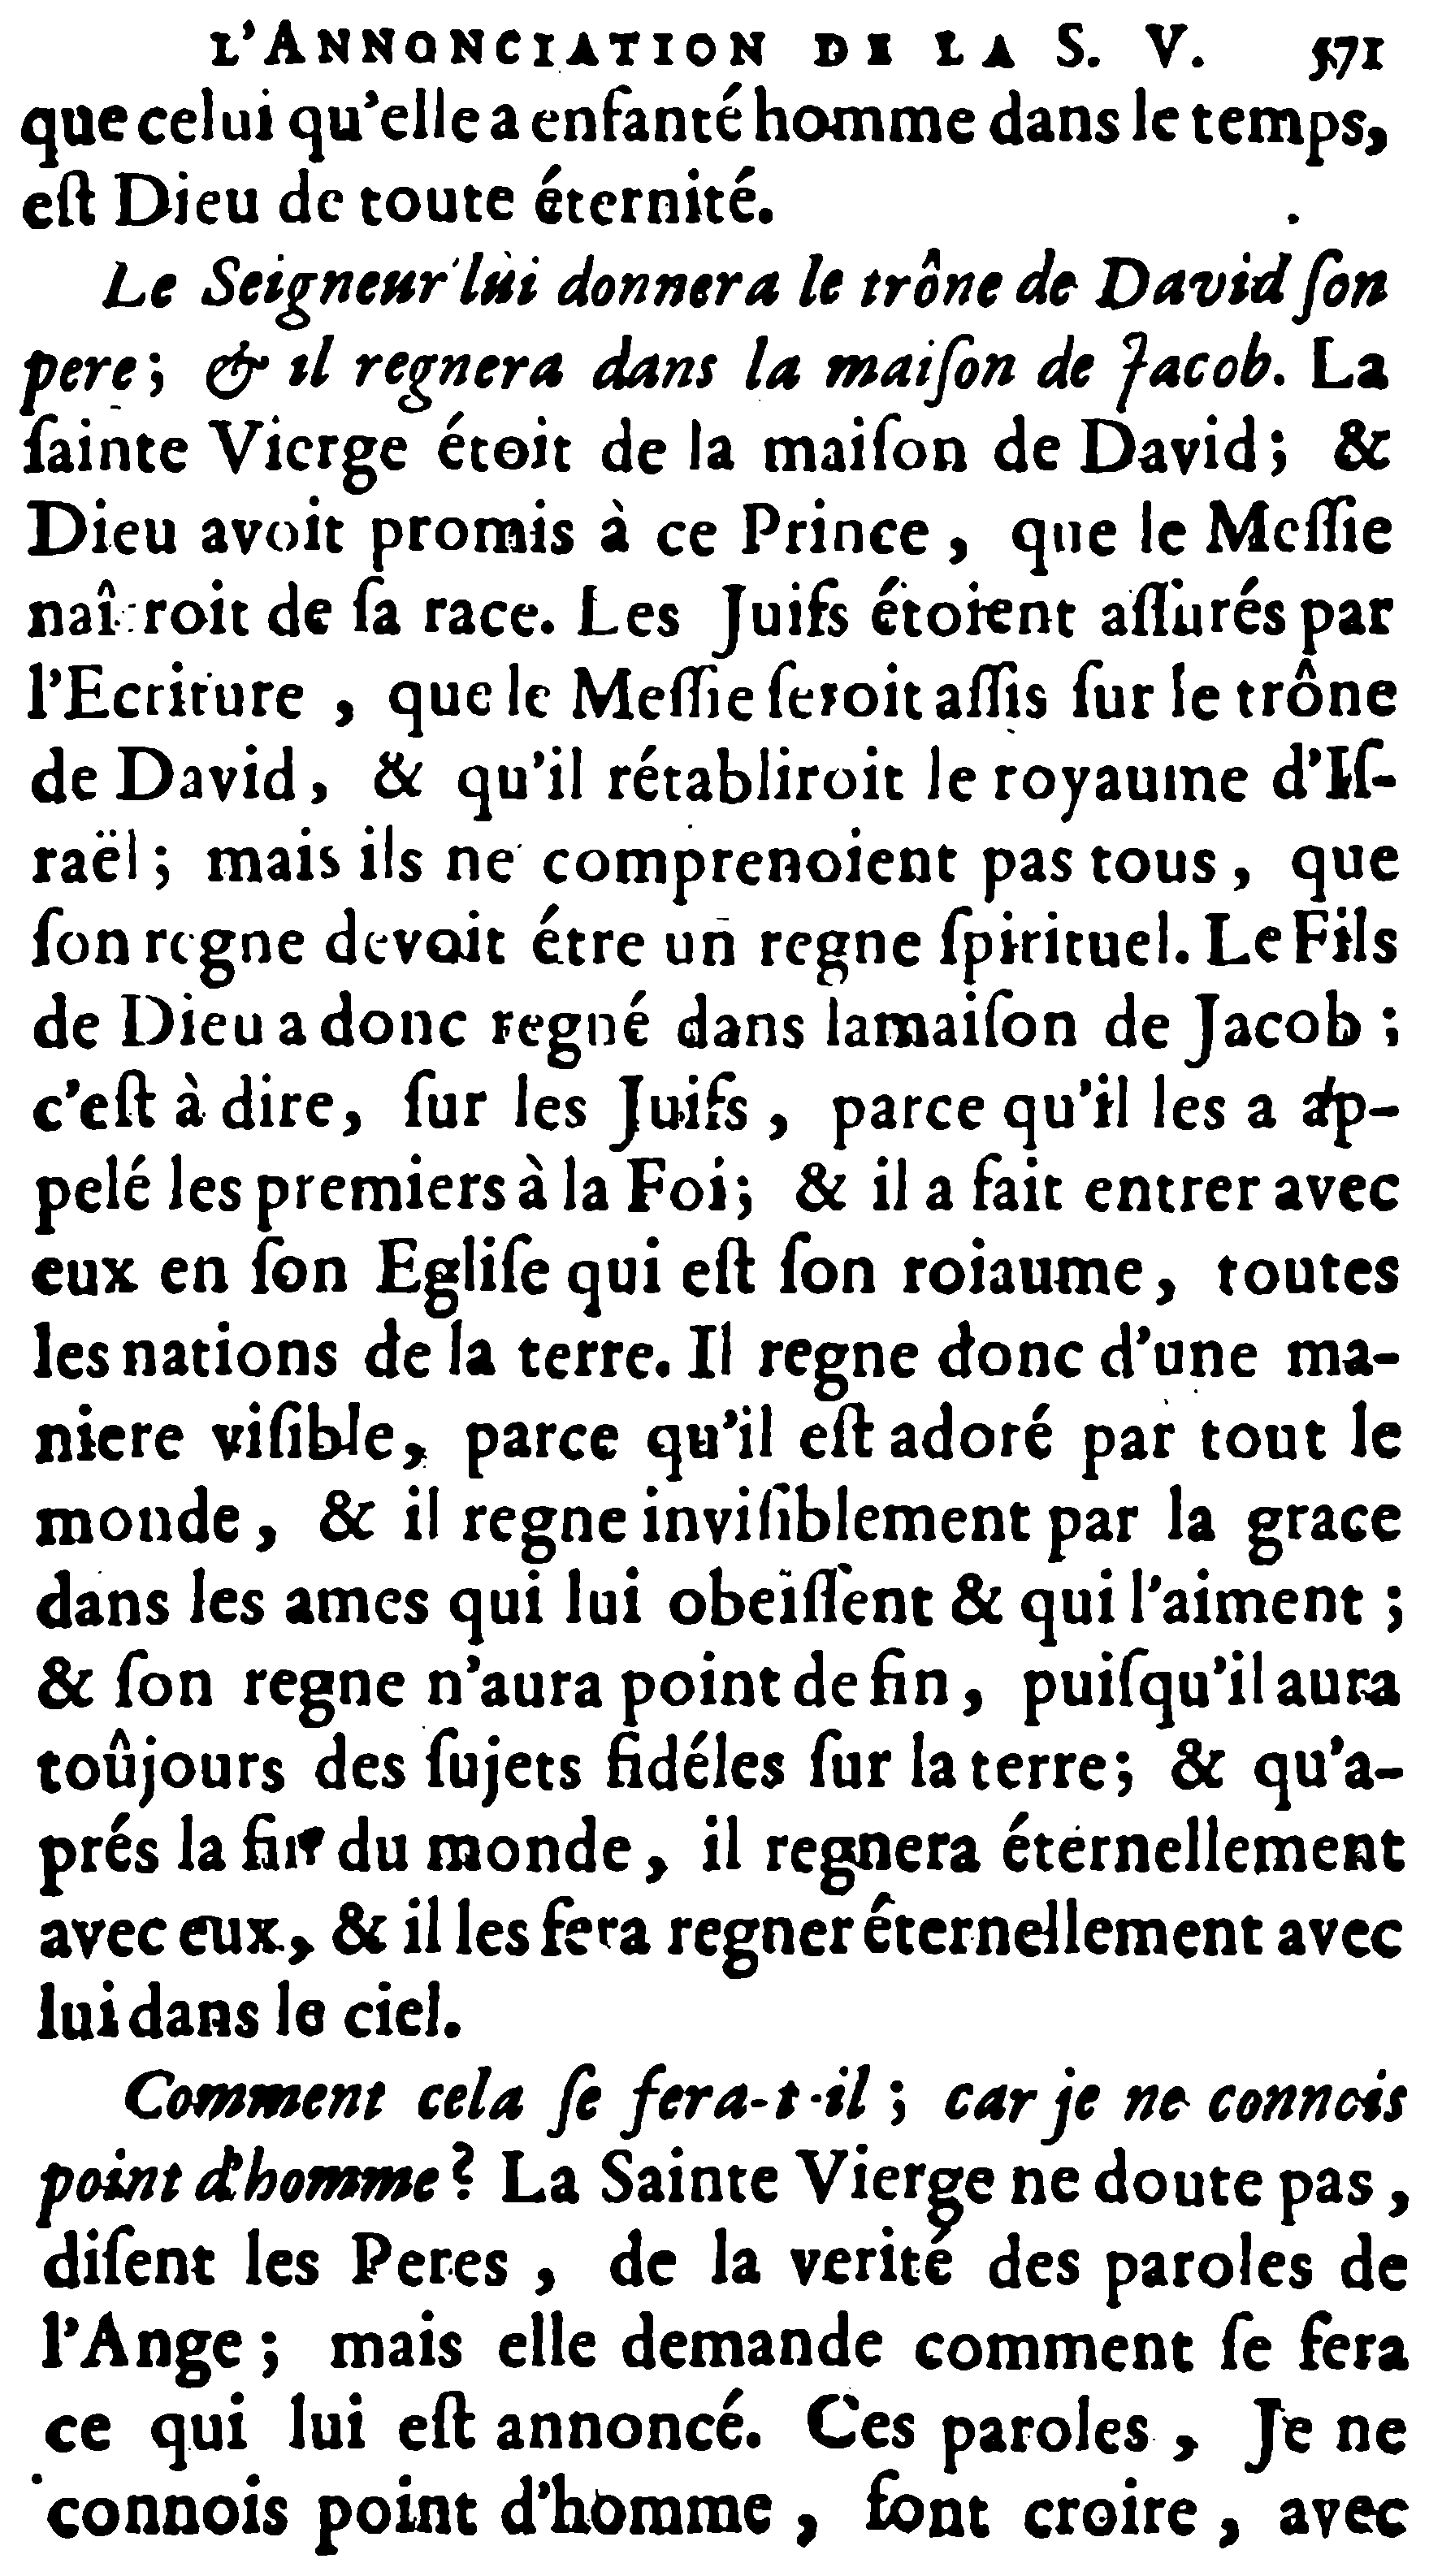 L'ANNONCIATION DE LA S. V. 571
que celui qu'elle a enfanté homme dans le temps,
eſt Dieu de toute éternité.
Le Seigneur lui donnera le trône de David ſon
pere; & il regnera dans la maiſon de Jacob. La
ſainte Vierge étoit de la maiſon de David; &
Dieu avoit promis à ce Prince, que le Meſſie
naîtroit de ſa race. Les Juifs étoient aſſurés par
l'Ecriture, que le Meſſie ſeroit aſſis ſur le trône
de David, & qu'il rétabliroit le royaume d'Iſ-
raël; mais ils ne comprenoient pas tous, que
ſon regne devoit étre un regne ſpirituel. Le Fils
de Dieu a donc regné dans la maiſon de Jacob;
c'eſt à dire, ſur les Juifs, parce qu'il les a ap-
pelé les premiers à la Foi; & il a fait entrer avec
eux en ſon Egliſe qui eſt ſon roiaume, toutes
les nations de la terre. Il regne donc d'une ma-
niere viſible, parce qu'il eſt adoré par tout le
monde, & il regne inviſiblement par la grace
dans les ames qui lui obeïſſent & qui l'aiment;
& ſon regne n'aura point de fin, puiſqu'il aura
toûjours des ſujets fidéles ſur la terre; & qu'a-
prés la fin du monde, il regnera éternellement
avec eux, & il les fera regner éternellement avec
lui dans le ciel.
Comment cela ſe fera-t-il; car je ne connois
point d'homme? La Sainte Vierge ne doute pas,
diſent les Peres, de la verité des paroles de
l'Ange; mais elle demande comment ſe fera
ce qui lui eſt annoncé. Ces paroles, Je ne
connois point d'homme, font croire, avec